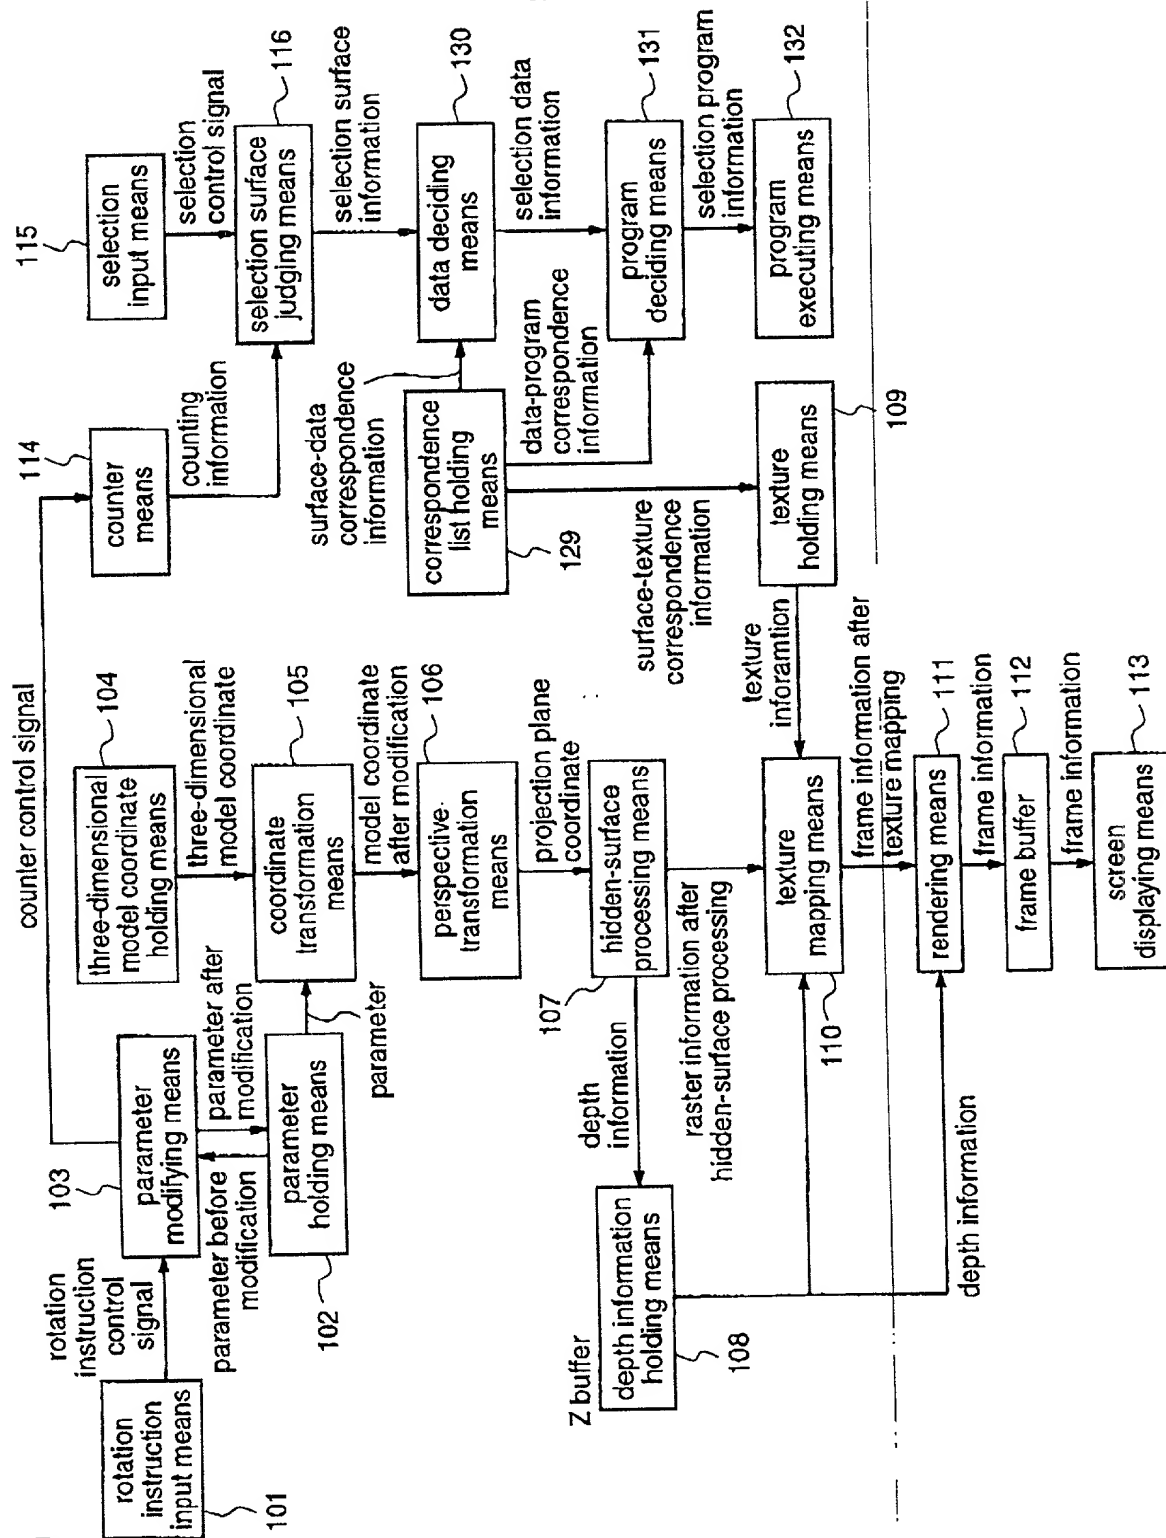 rotation
instruction
input means
101
rotation
instruction
control
signal
103
parameter
modifying means
counter control signal
parameter before
modification
parameter after
modification
parameter
holding means
102
parameter
104
three-dimensional
model coordinate
holding means
three-dimensional
model coordinate
105
coordinate
transformation
means
model coordinate
after modification
106
perspective
transformation
means
projection plane
coordinate
107
hidden-surface
processing means
depth
information
raster information after
hidden-surface processing
Z buffer
depth information
holding means
108
depth information
110
texture
mapping means
frame information after
texture mapping
rendering means
111
frame information
frame buffer
112
frame information
screen
displaying means
113
114
counter
means
counting
information
115
selection
input means
selection
control signal
selection surface
judging means
116
selection surface
information
surface-data
correspondence
information
data deciding
means
130
correspondence
list holding
means
129
selection data
information
data-program
correspondence
information
program
deciding means
131
selection program
information
program
executing means
132
surface-texture
correspondence
information
texture
holding means
109
texture
inforamtion